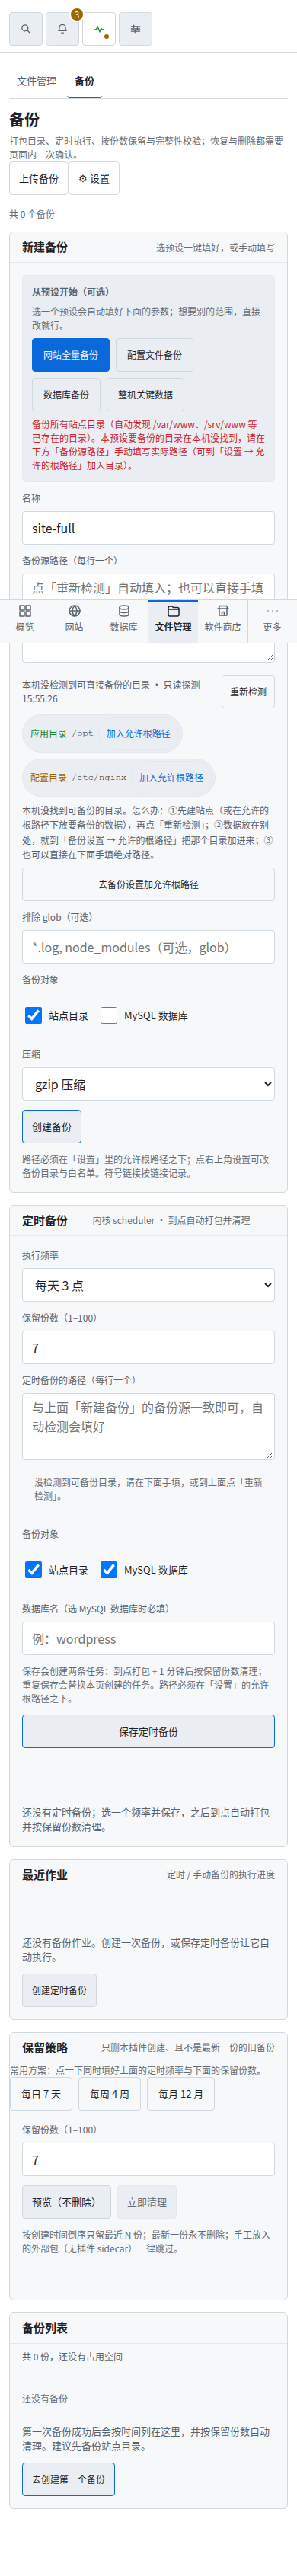 3
文件管理 备份
备份
打包目录、定时执行、按份数保留与完整性校验；恢复与删除都需要
页面内二次确认。
上传备份 ⚙ 设置
共 0 个备份
新建备份 选预设一键填好，或手动填写
从预设开始（可选）
选一个预设会自动填好下面的参数；想要别的范围，直接
改就行。
网站全量备份 配置文件备份
数据库备份 整机关键数据
备份所有站点目录（自动发现 /var/www、/srv/www 等
已存在的目录）。本预设要备份的目录在本机没找到，请在
下方「备份源路径」手动填写实际路径（可到「设置 → 允
许的根路径」加入目录）。
名称
site-full
备份源路径（每行一个）
点「重新检测」自动填入；也可以直接手填
概览 网站 数据库 文件管理 软件商店 更多
本机没检测到可直接备份的目录 · 只读探测
15:55:26
重新检测
应用目录 /opt 加入允许根路径
配置目录 /etc/nginx 加入允许根路径
本机没找到可备份的目录。怎么办：①先建站点（或在允许的
根路径下放要备份的数据），再点「重新检测」；②数据放在别
处，就到「备份设置 → 允许的根路径」把那个目录加进来；③
也可以直接在下面手填绝对路径。
去备份设置加允许根路径
排除 glob（可选）
*.log, node_modules（可选，glob）
备份对象
站点目录 MySQL 数据库
压缩
gzip 压缩
创建备份
路径必须在「设置」里的允许根路径之下；点右上角设置可改
备份目录与白名单。符号链接按链接记录。
定时备份 内核 scheduler · 到点自动打包并清理
执行频率
每天 3 点
保留份数（1–100）
7
定时备份的路径（每行一个）
与上面「新建备份」的备份源一致即可，自
动检测会填好
没检测到可备份目录，请在下面手填，或到上面点「重新
检测」。
备份对象
站点目录 MySQL 数据库
数据库名（选 MySQL 数据库时必填）
例：wordpress
保存会创建两条任务：到点打包 + 1 分钟后按保留份数清理；
重复保存会替换本页创建的任务。路径必须在「设置」的允许
根路径之下。
保存定时备份
还没有定时备份；选一个频率并保存，之后到点自动打包
并按保留份数清理。
最近作业 定时 / 手动备份的执行进度
还没有备份作业。创建一次备份，或保存定时备份让它自
动执行。
创建定时备份
保留策略 只删本插件创建、且不是最新一份的旧备份
常用方案：点一下同时填好上面的定时频率与下面的保留份数。
每日 7 天 每周 4 周 每月 12 月
保留份数（1–100）
7
预览（不删除） 立即清理
按创建时间倒序只留最近 N 份；最新一份永不删除；手工放入
的外部包（无插件 sidecar）一律跳过。
备份列表
共 0 份，还没有占用空间
还没有备份
第一次备份成功后会按时间列在这里，并按保留份数自动
清理。建议先备份站点目录。
去创建第一个备份